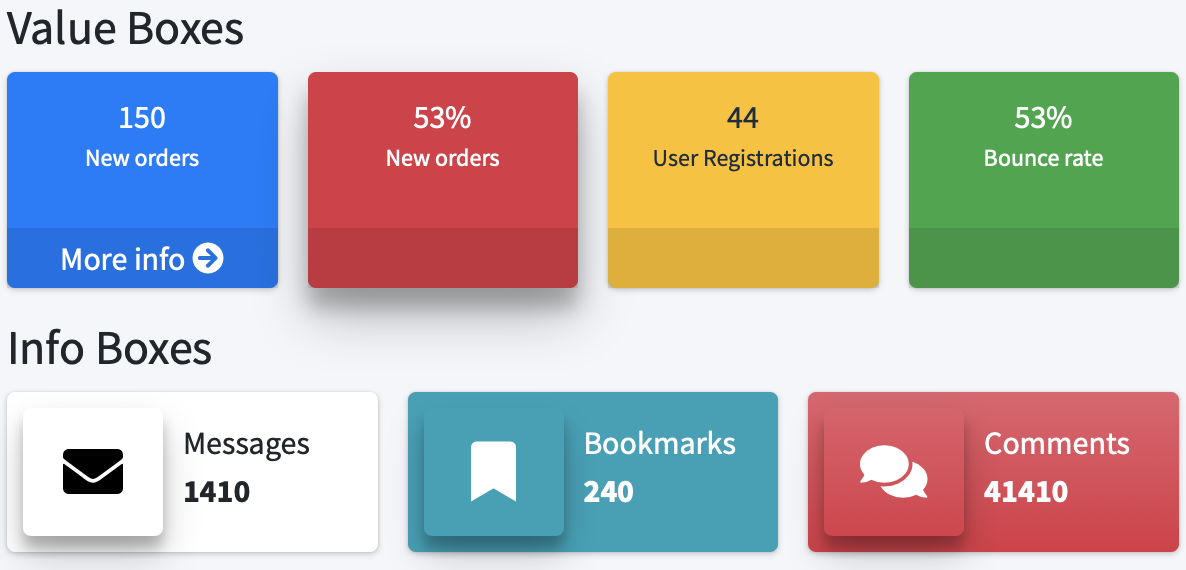 Value Boxes
150
New orders
More info
53%
New orders
44
User Registrations
53%
Bounce rate
Info Boxes
Messages
1410
Bookmarks
240
Comments
41410